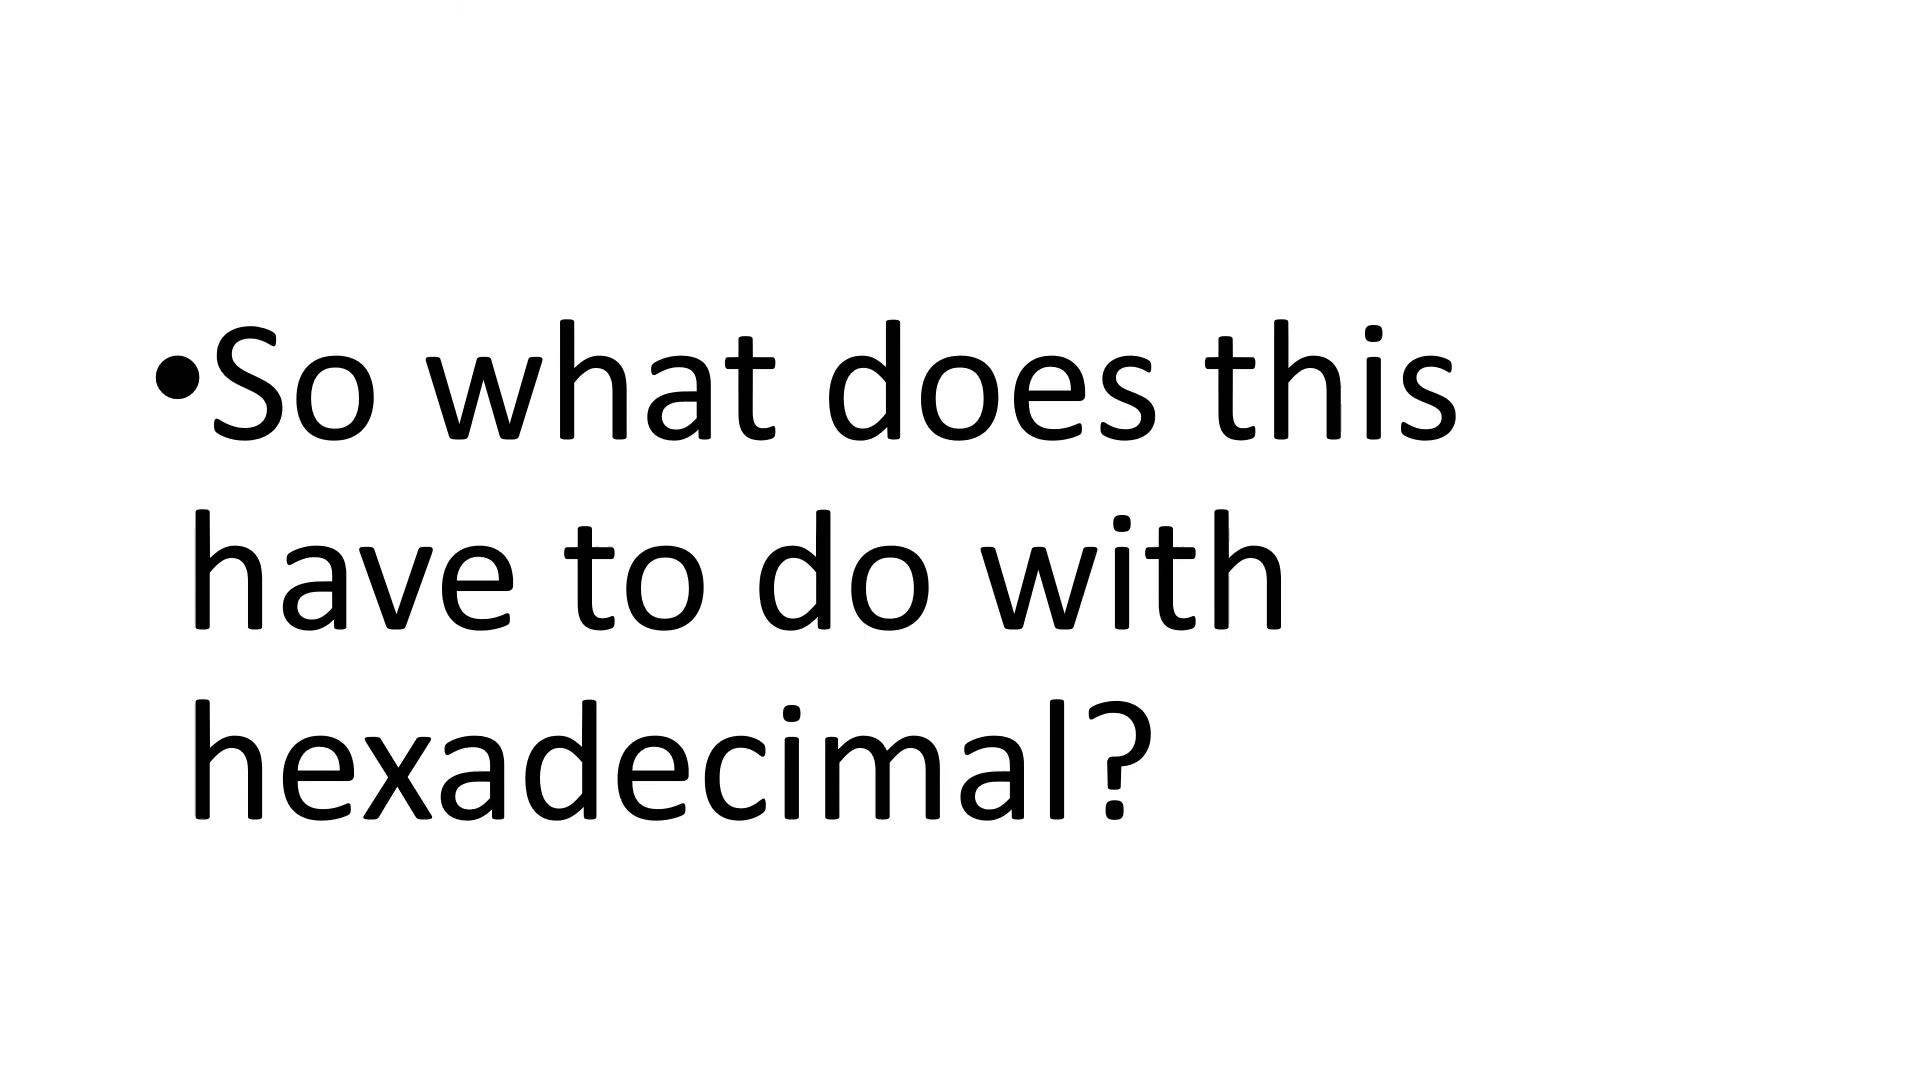 •So what does this
have to do with
hexadecimal?